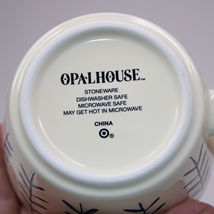 OPALHOUSE™
STONEWARE
DISHWASHER SAFE
MICROWAVE SAFE
MAY GET HOT IN MICROWAVE
CHINA
®